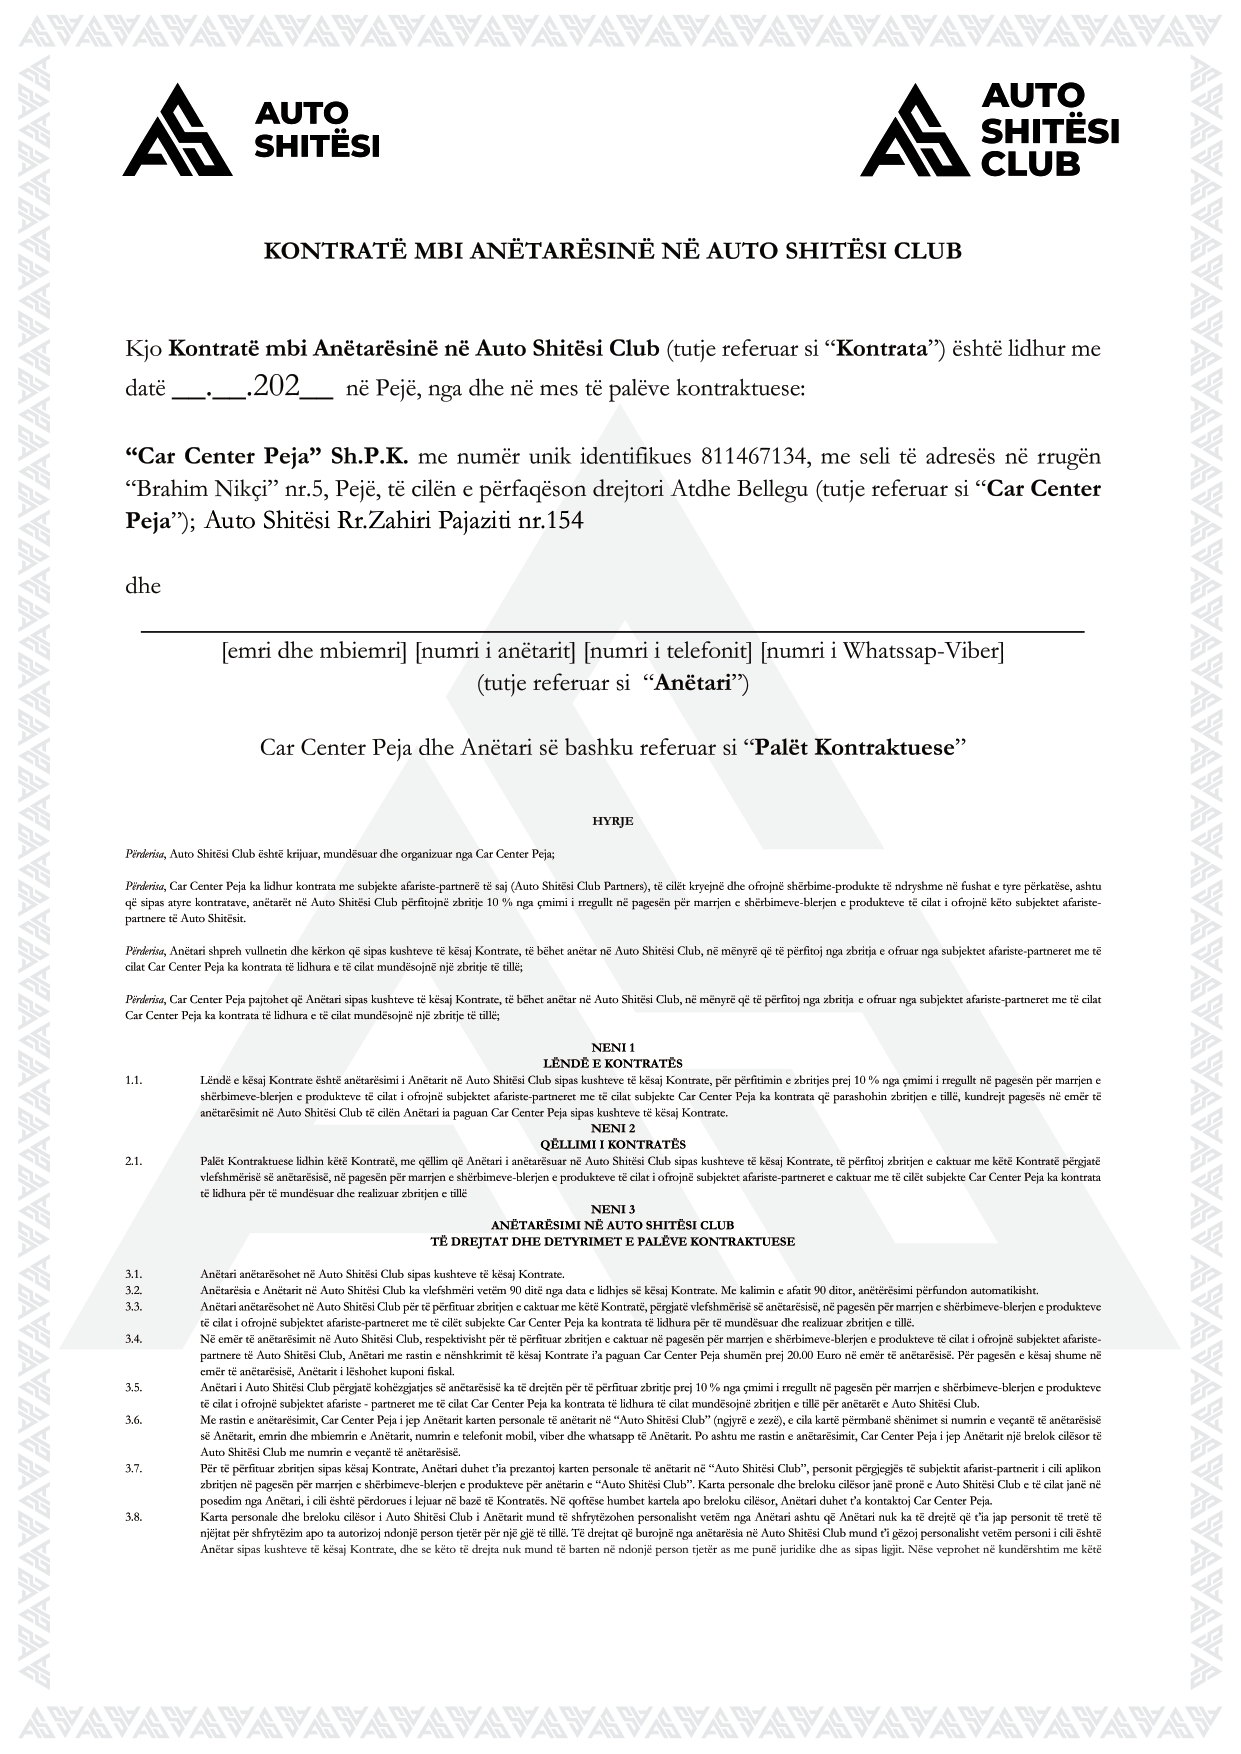 AUTO
SHITËSI
AUTO
SHITËSI
CLUB
KONTRATË MBI ANËTARËSINË NË AUTO SHITËSI CLUB
Kjo Kontratë mbi Anëtarësinë në Auto Shitësi Club (tutje referuar si “Kontrata”) është lidhur me
datë __.__.202__ në Pejë, nga dhe në mes të palëve kontraktuese:
“Car Center Peja” Sh.P.K. me numër unik identifikues 811467134, me seli të adresës në rrugën
“Brahim Nikçi” nr.5, Pejë, të cilën e përfaqëson drejtori Atdhe Bellegu (tutje referuar si “Car Center
Peja”); Auto Shitësi Rr.Zahiri Pajaziti nr.154
dhe
[emri dhe mbiemri] [numri i anëtarit] [numri i telefonit] [numri i Whatssap-Viber]
(tutje referuar si “Anëtari”)
Car Center Peja dhe Anëtari së bashku referuar si “Palët Kontraktuese”
HYRJE
Përderisa, Auto Shitësi Club është krijuar, mundësuar dhe organizuar nga Car Center Peja;
Përderisa, Car Center Peja ka lidhur kontrata me subjekte afariste-partnerë të saj (Auto Shitësi Club Partners), të cilët kryejnë dhe ofrojnë shërbime-produkte të ndryshme në fushat e tyre përkatëse, ashtu
që sipas atyre kontratave, anëtarët në Auto Shitësi Club përfitojnë zbritje 10 % nga çmimi i rregullt në pagesën për marrjen e shërbimeve-blerjen e produkteve të cilat i ofrojnë këto subjektet afariste-
partnere të Auto Shitësit.
Përderisa, Anëtari shpreh vullnetin dhe kërkon që sipas kushteve të kësaj Kontrate, të bëhet anëtar në Auto Shitësi Club, në mënyrë që të përfitoj nga zbritja e ofruar nga subjektet afariste-partneret me të
cilat Car Center Peja ka kontrata të lidhura e të cilat mundësojnë një zbritje të tillë;
Përderisa, Car Center Peja pajtohet që Anëtari sipas kushteve të kësaj Kontrate, të bëhet anëtar në Auto Shitësi Club, në mënyrë që të përfitoj nga zbritja e ofruar nga subjektet afariste-partneret me të cilat
Car Center Peja ka kontrata të lidhura e të cilat mundësojnë një zbritje të tillë;
NENI 1
LËNDË E KONTRATËS
1.1. Lëndë e kësaj Kontrate është anëtarësimi i Anëtarit në Auto Shitësi Club sipas kushteve të kësaj Kontrate, për përfitimin e zbritjes prej 10 % nga çmimi i rregullt në pagesën për marrjen e
shërbimeve-blerjen e produkteve të cilat i ofrojnë subjektet afariste-partneret me të cilat subjekte Car Center Peja ka kontrata që parashohin zbritjen e tillë, kundrejt pagesës në emër të
anëtarësimit në Auto Shitësi Club të cilën Anëtari ia paguan Car Center Peja sipas kushteve të kësaj Kontrate.
NENI 2
QËLLIMI I KONTRATËS
2.1. Palët Kontraktuese lidhin këtë Kontratë, me qëllim që Anëtari i anëtarësuar në Auto Shitësi Club sipas kushteve të kësaj Kontrate, të përfitoj zbritjen e caktuar me këtë Kontratë përgjatë
vlefshmërisë së anëtarësisë, në pagesën për marrjen e shërbimeve-blerjen e produkteve të cilat i ofrojnë subjektet afariste-partneret e caktuar me të cilët subjekte Car Center Peja ka kontrata
të lidhura për të mundësuar dhe realizuar zbritjen e tillë
NENI 3
ANËTARËSIMI NË AUTO SHITËSI CLUB
TË DREJTAT DHE DETYRIMET E PALËVE KONTRAKTUESE
3.1. Anëtari anëtarësohet në Auto Shitësi Club sipas kushteve të kësaj Kontrate.
3.2. Anëtarësia e Anëtarit në Auto Shitësi Club ka vlefshmëri vetëm 90 ditë nga data e lidhjes së kësaj Kontrate. Me kalimin e afatit 90 ditor, anëtërësimi përfundon automatikisht.
3.3. Anëtari anëtarësohet në Auto Shitësi Club për të përfituar zbritjen e caktuar me këtë Kontratë, përgjatë vlefshmërisë së anëtarësisë, në pagesën për marrjen e shërbimeve-blerjen e produkteve
të cilat i ofrojnë subjektet afariste-partneret me të cilët subjekte Car Center Peja ka kontrata të lidhura për të mundësuar dhe realizuar zbritjen e tillë.
3.4. Në emër të anëtarësimit në Auto Shitësi Club, respektivisht për të përfituar zbritjen e caktuar në pagesën për marrjen e shërbimeve-blerjen e produkteve të cilat i ofrojnë subjektet afariste-
partnere të Auto Shitësi Club, Anëtari me rastin e nënshkrimit të kësaj Kontrate i’a paguan Car Center Peja shumën prej 20.00 Euro në emër të anëtarësisë. Për pagesën e kësaj shume në
emër të anëtarësisë, Anëtarit i lëshohet kuponi fiskal.
3.5. Anëtari i Auto Shitësi Club përgjatë kohëzgjatjes së anëtarësisë ka të drejtën për të përfituar zbritje prej 10 % nga çmimi i rregullt në pagesën për marrjen e shërbimeve-blerjen e produkteve
të cilat i ofrojnë subjektet afariste - partneret me të cilat Car Center Peja ka kontrata të lidhura të cilat mundësojnë zbritjen e tillë për anëtarët e Auto Shitësi Club.
3.6. Me rastin e anëtarësimit, Car Center Peja i jep Anëtarit karten personale të anëtarit në “Auto Shitësi Club” (ngjyrë e zezë), e cila kartë përmbanë shënimet si numrin e veçantë të anëtarësisë
së Anëtarit, emrin dhe mbiemrin e Anëtarit, numrin e telefonit mobil, viber dhe whatsapp të Anëtarit. Po ashtu me rastin e anëtarësimit, Car Center Peja i jep Anëtarit një brelok cilësor të
Auto Shitësi Club me numrin e veçantë të anëtarësisë.
3.7. Për të përfituar zbritjen sipas kësaj Kontrate, Anëtari duhet t’ia prezantoj karten personale të anëtarit në “Auto Shitësi Club”, personit përgjegjës të subjektit afarist-partnerit i cili aplikon
zbritjen në pagesën për marrjen e shërbimeve-blerjen e produkteve për anëtarin e “Auto Shitësi Club”. Karta personale dhe breloku cilësor janë pronë e Auto Shitësi Club e të cilat janë në
posedim nga Anëtari, i cili është përdorues i lejuar në bazë të Kontratës. Në qoftëse humbet kartela apo breloku cilësor, Anëtari duhet t’a kontaktoj Car Center Peja.
3.8. Karta personale dhe breloku cilësor i Auto Shitësi Club i Anëtarit mund të shfrytëzohen personalisht vetëm nga Anëtari ashtu që Anëtari nuk ka të drejtë që t’ia jap personit të tretë të
njëjtat për shfrytëzim apo ta autorizoj ndonjë person tjetër për një gjë të tillë. Të drejtat që burojnë nga anëtarësia në Auto Shitësi Club mund t’i gëzoj personalisht vetëm personi i cili është
Anëtar sipas kushteve të kësaj Kontrate, dhe se këto të drejta nuk mund të barten në ndonjë person tjetër as me punë juridike dhe as sipas ligjit. Nëse veprohet në kundërshtim me këtë